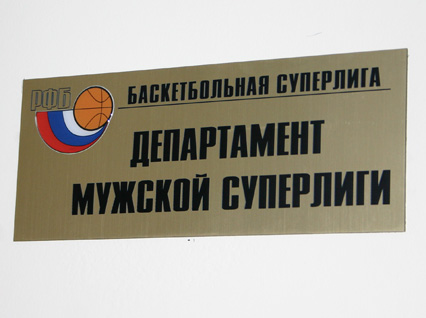 РФБ
БАСКЕТБОЛЬНАЯ СУПЕРЛИГА
ДЕПАРТАМЕНТ
МУЖСКОЙ СУПЕРЛИГИ